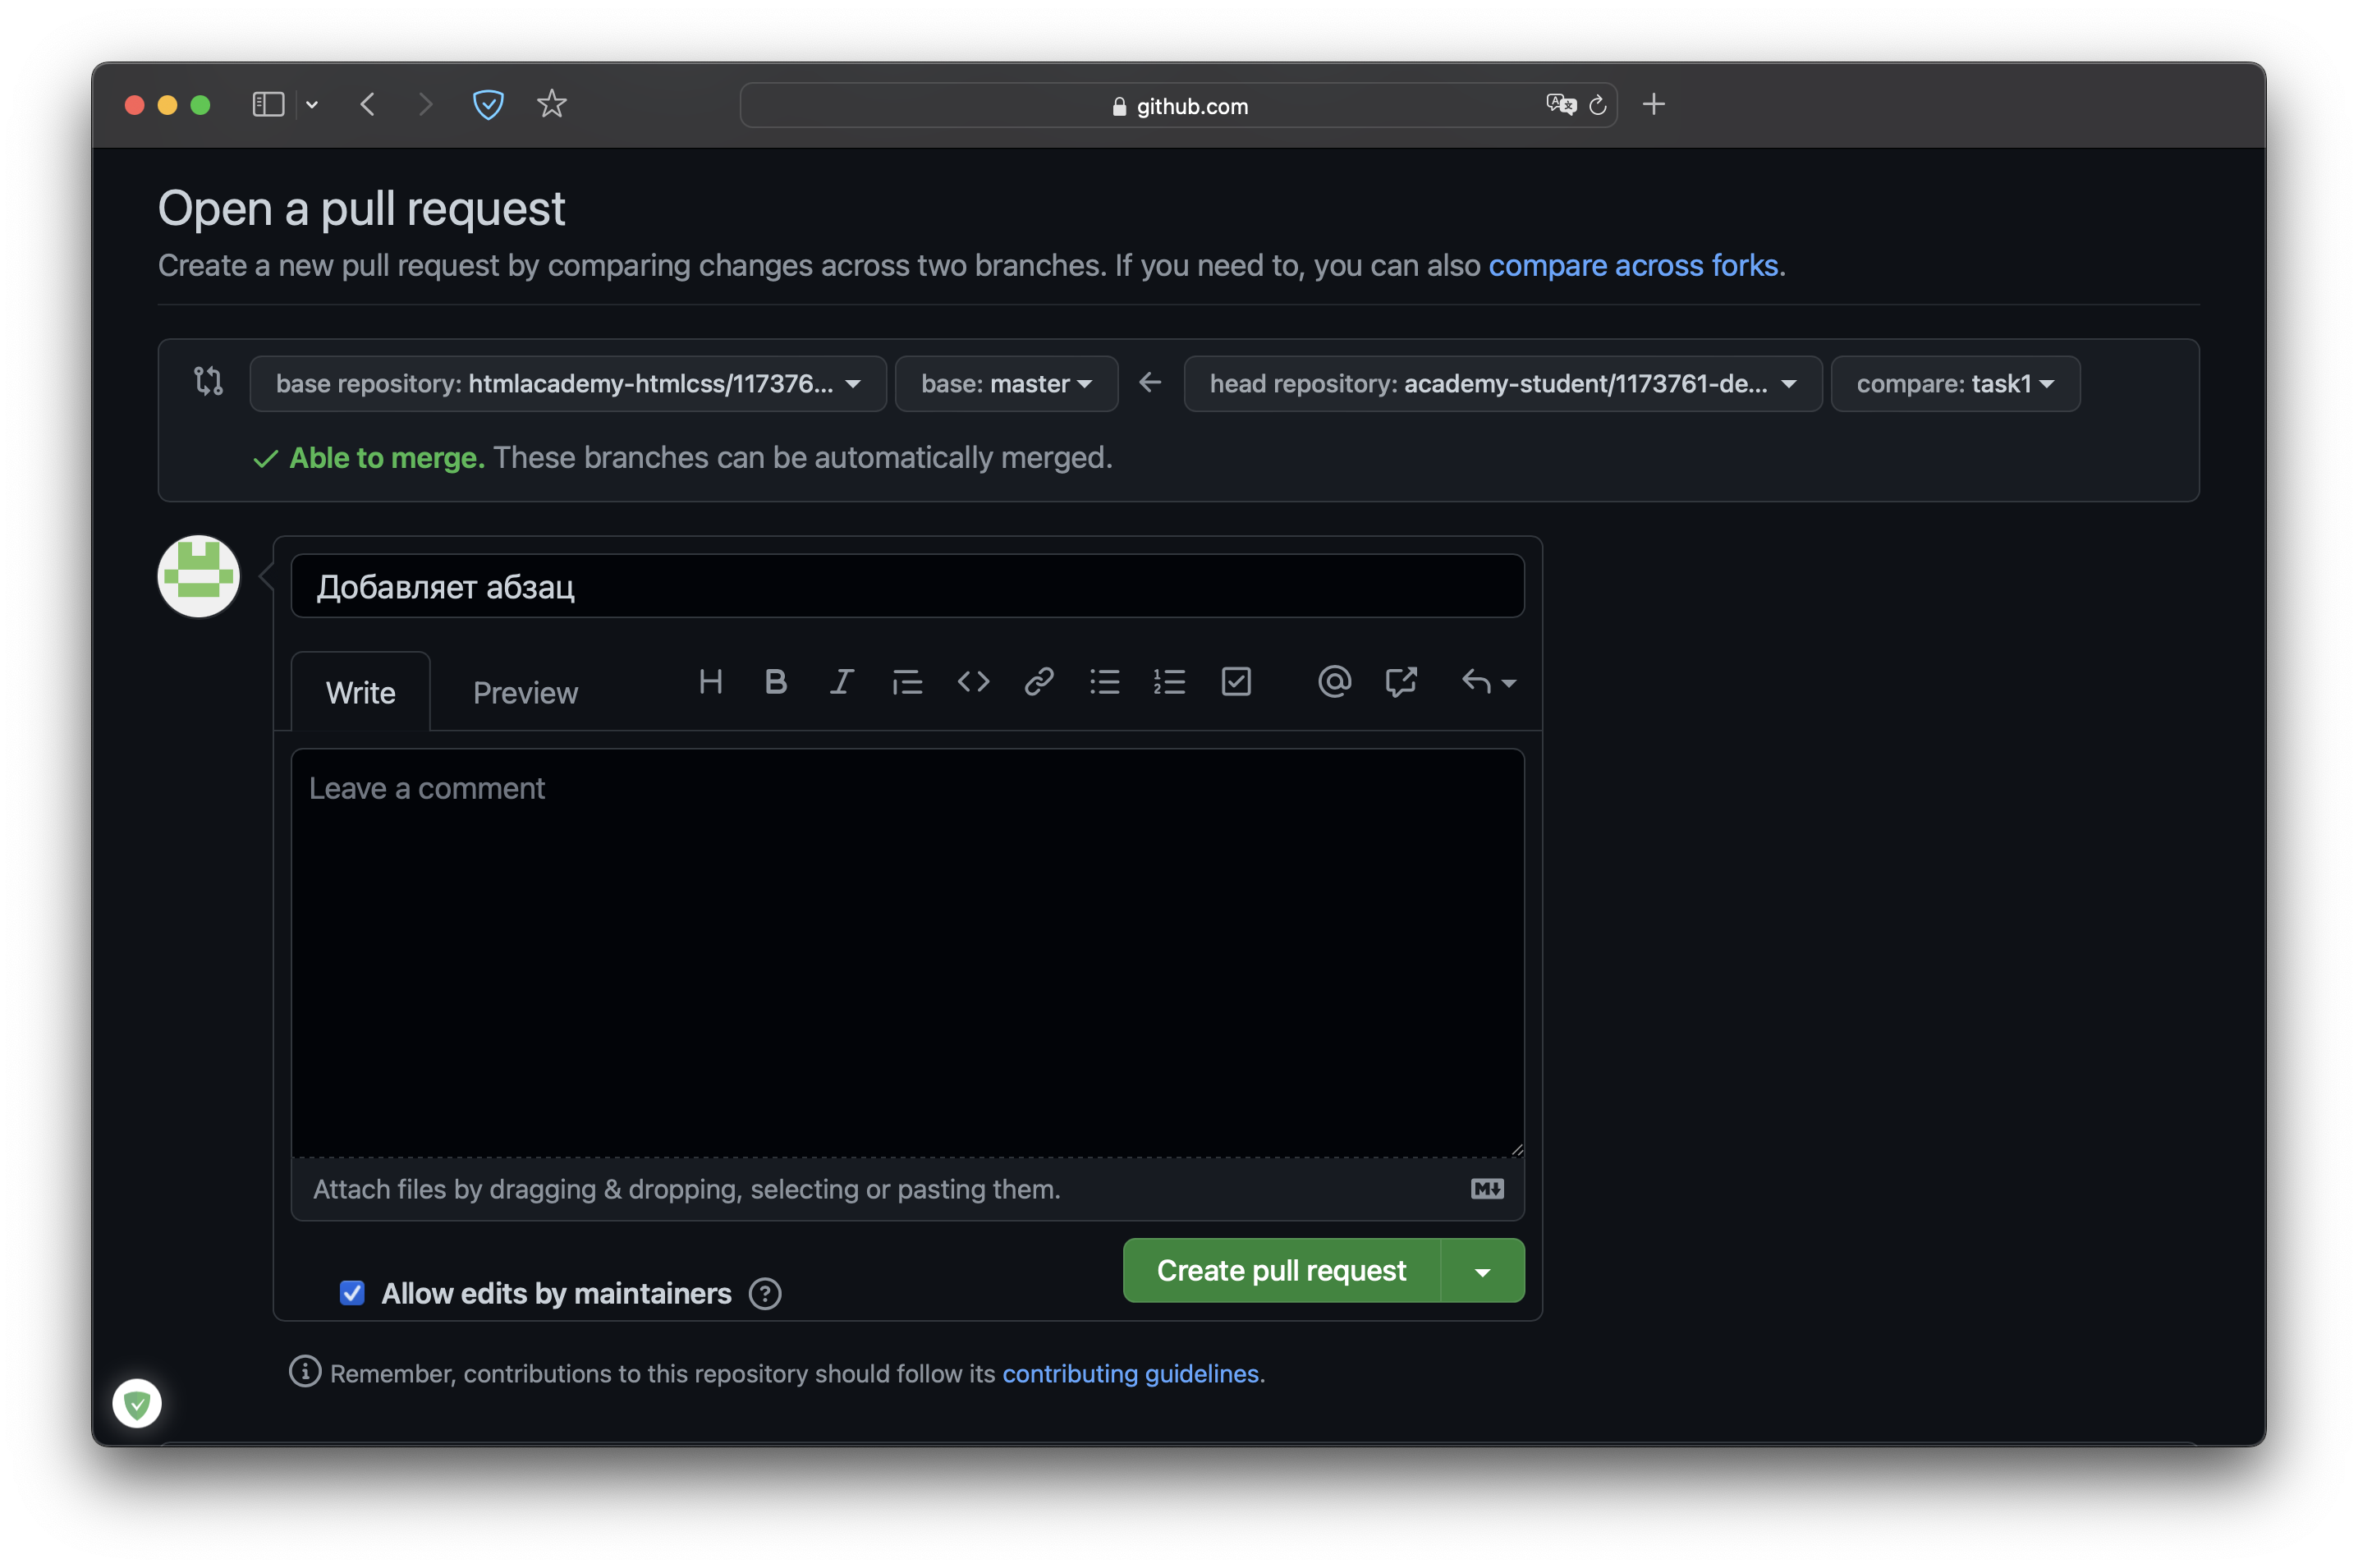 github.com
Open a pull request
Create a new pull request by comparing changes across two branches. If you need to, you can also compare across forks.
base repository: htmlacademy-htmlcss/117376... base: master ← head repository: academy-student/1173761-de... compare: task1
Able to merge. These branches can be automatically merged.
Добавляет абзац
Write Preview
Leave a comment
Attach files by dragging & dropping, selecting or pasting them.
Create pull request
Allow edits by maintainers
Remember, contributions to this repository should follow its contributing guidelines.